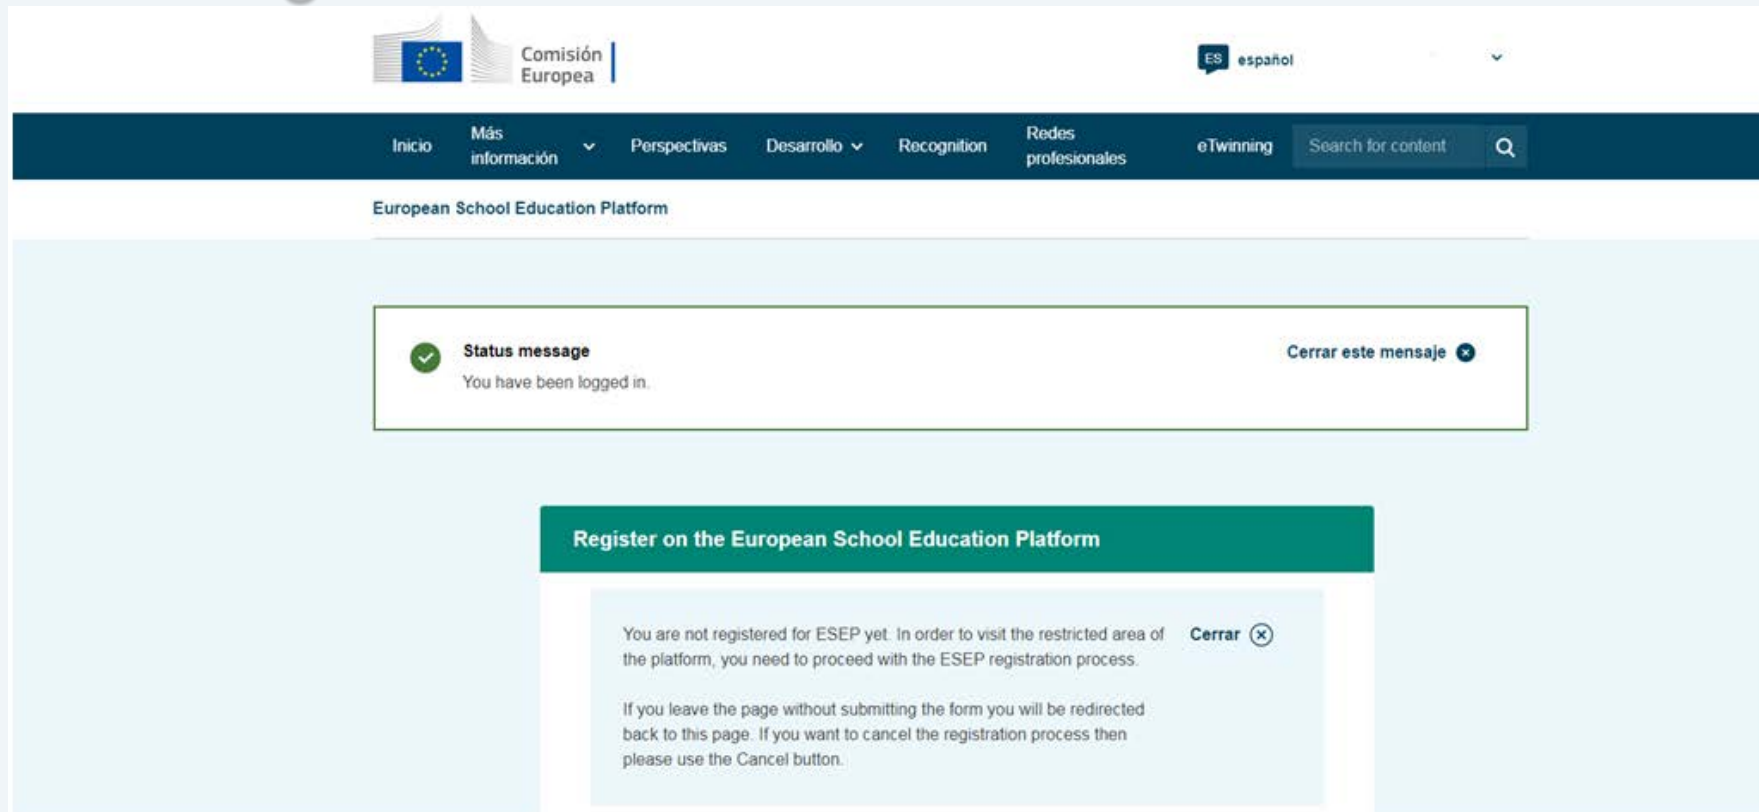 Comisión
Europea
ES español
Inicio
Más
información
Perspectivas
Desarrollo
Recognition
Redes
profesionales
eTwinning
Search for content
European School Education Platform
Status message
Cerrar este mensaje
You have been logged in.
Register on the European School Education Platform
You are not registered for ESEP yet. In order to visit the restricted area of
the platform, you need to proceed with the ESEP registration process.
Cerrar
If you leave the page without submitting the form you will be redirected
back to this page. If you want to cancel the registration process then
please use the Cancel button.